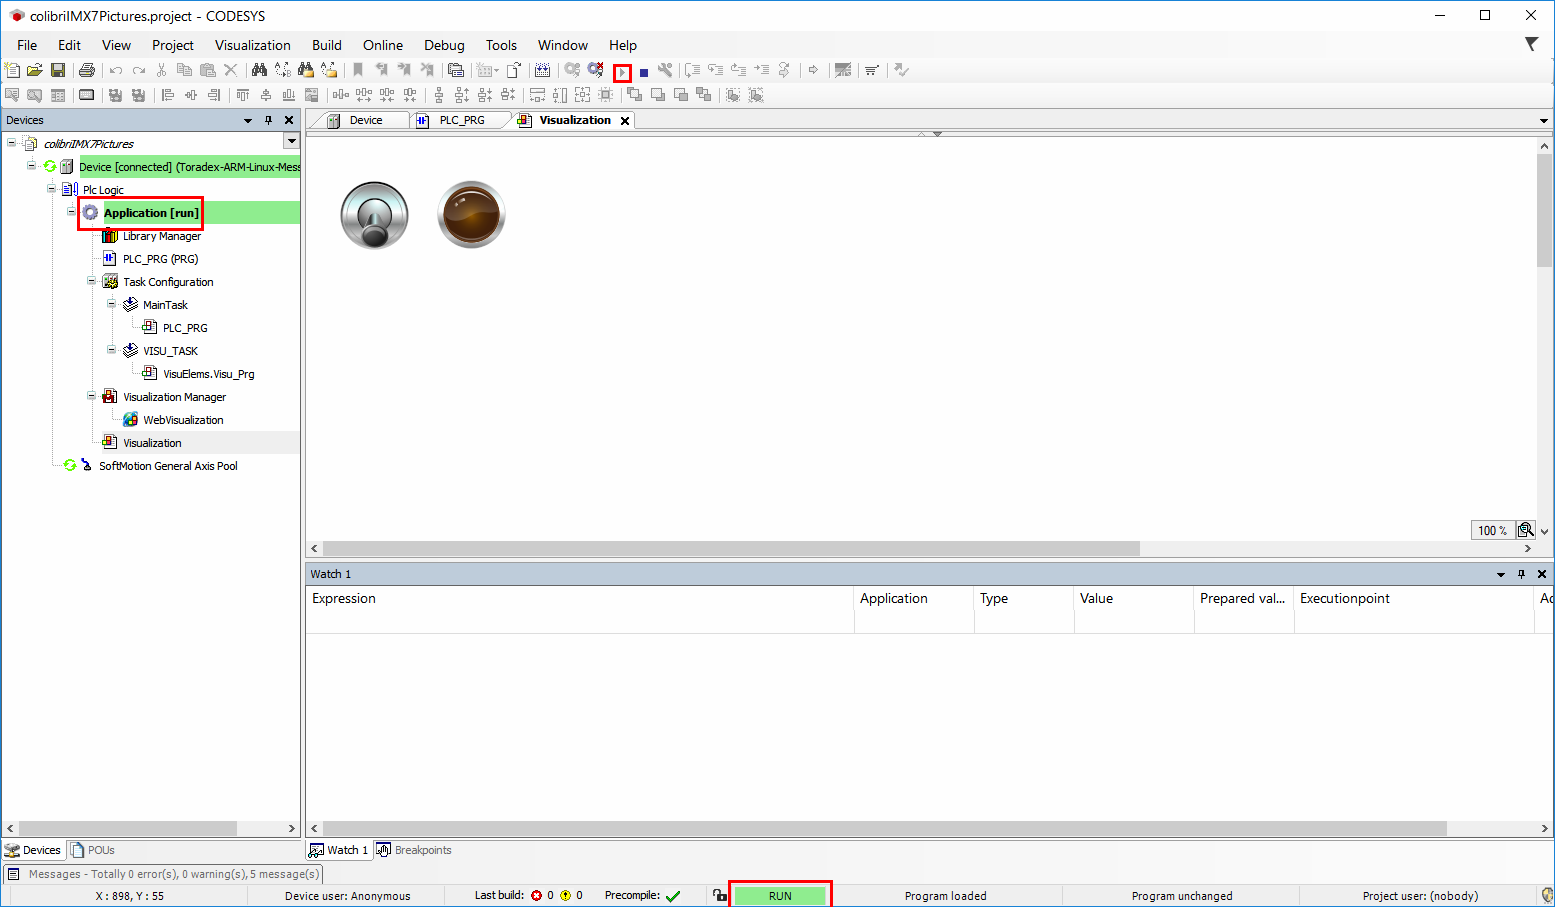 colibriIMX7Pictures.project - CODESYS
File Edit View Project Visualization Build Online Debug Tools Window Help
Devices
Device PLC_PRG Visualization
colibriIMX7Pictures
Device [connected] (Toradex-ARM-Linux-Mess
Plc Logic
Application [run]
Library Manager
PLC_PRG (PRG)
Task Configuration
MainTask
PLC_PRG
VISU_TASK
VisuElems.Visu_Prg
Visualization Manager
WebVisualization
Visualization
SoftMotion General Axis Pool
100 %
Watch 1
Expression Application Type Value Prepared val... Executionpoint Ac
Devices POUs
Watch 1 Breakpoints
Messages - Totally 0 error(s), 0 warning(s), 5 message(s)
X : 898, Y : 55 Device user: Anonymous Last build: 0 0 Precompile: RUN Program loaded Program unchanged Project user: (nobody)